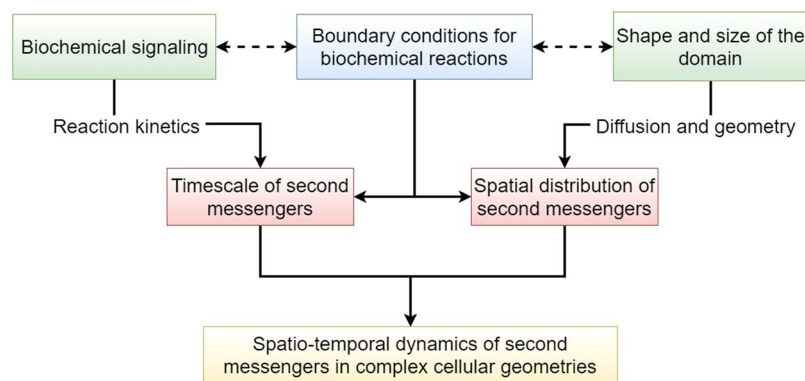 Biochemical signaling
Boundary conditions for
biochemical reactions
Shape and size of the
domain
Reaction kinetics
Diffusion and geometry
Timescale of second
messengers
Spatial distribution of
second messengers
Spatio-temporal dynamics of second
messengers in complex cellular geometries